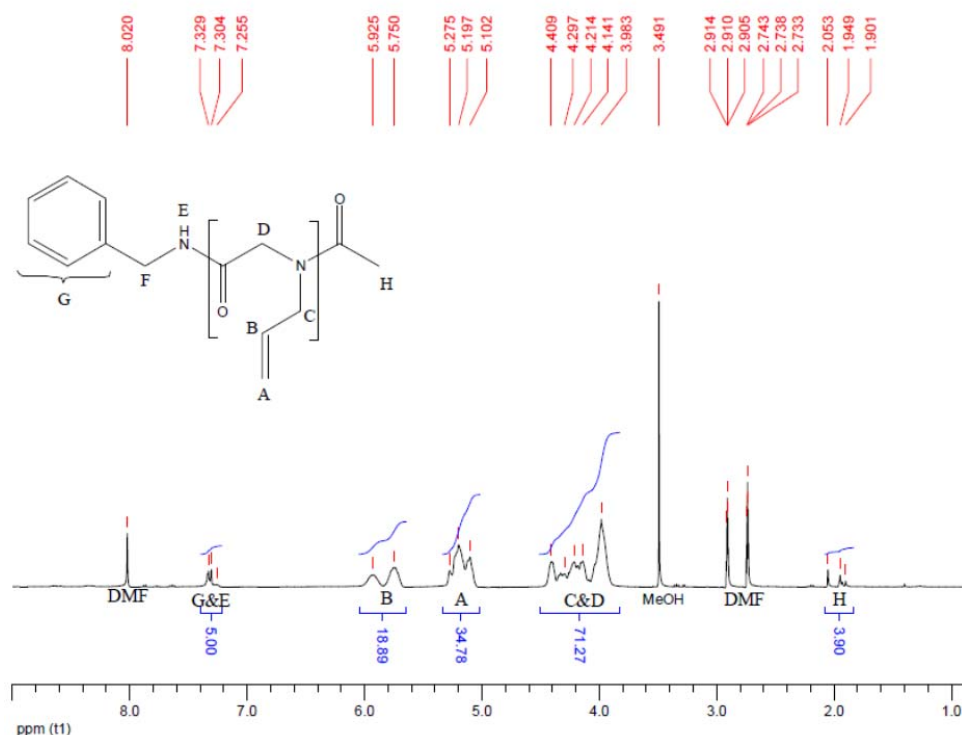 8.020 7.329 7.304 7.255 5.925 5.750 5.275 5.197 5.102 4.409 4.297 4.214 4.141 3.983 3.491 2.914 2.910 2.905 2.743 2.738 2.733 2.053 1.949 1.901
O
E
H
N
D
N
F
H
G
O
B
C
A
DMF G&E B A C&D MeOH DMF H
5.00 18.89 34.78 71.27 3.90
8.0 7.0 6.0 5.0 4.0 3.0 2.0 1.0
ppm (t1)